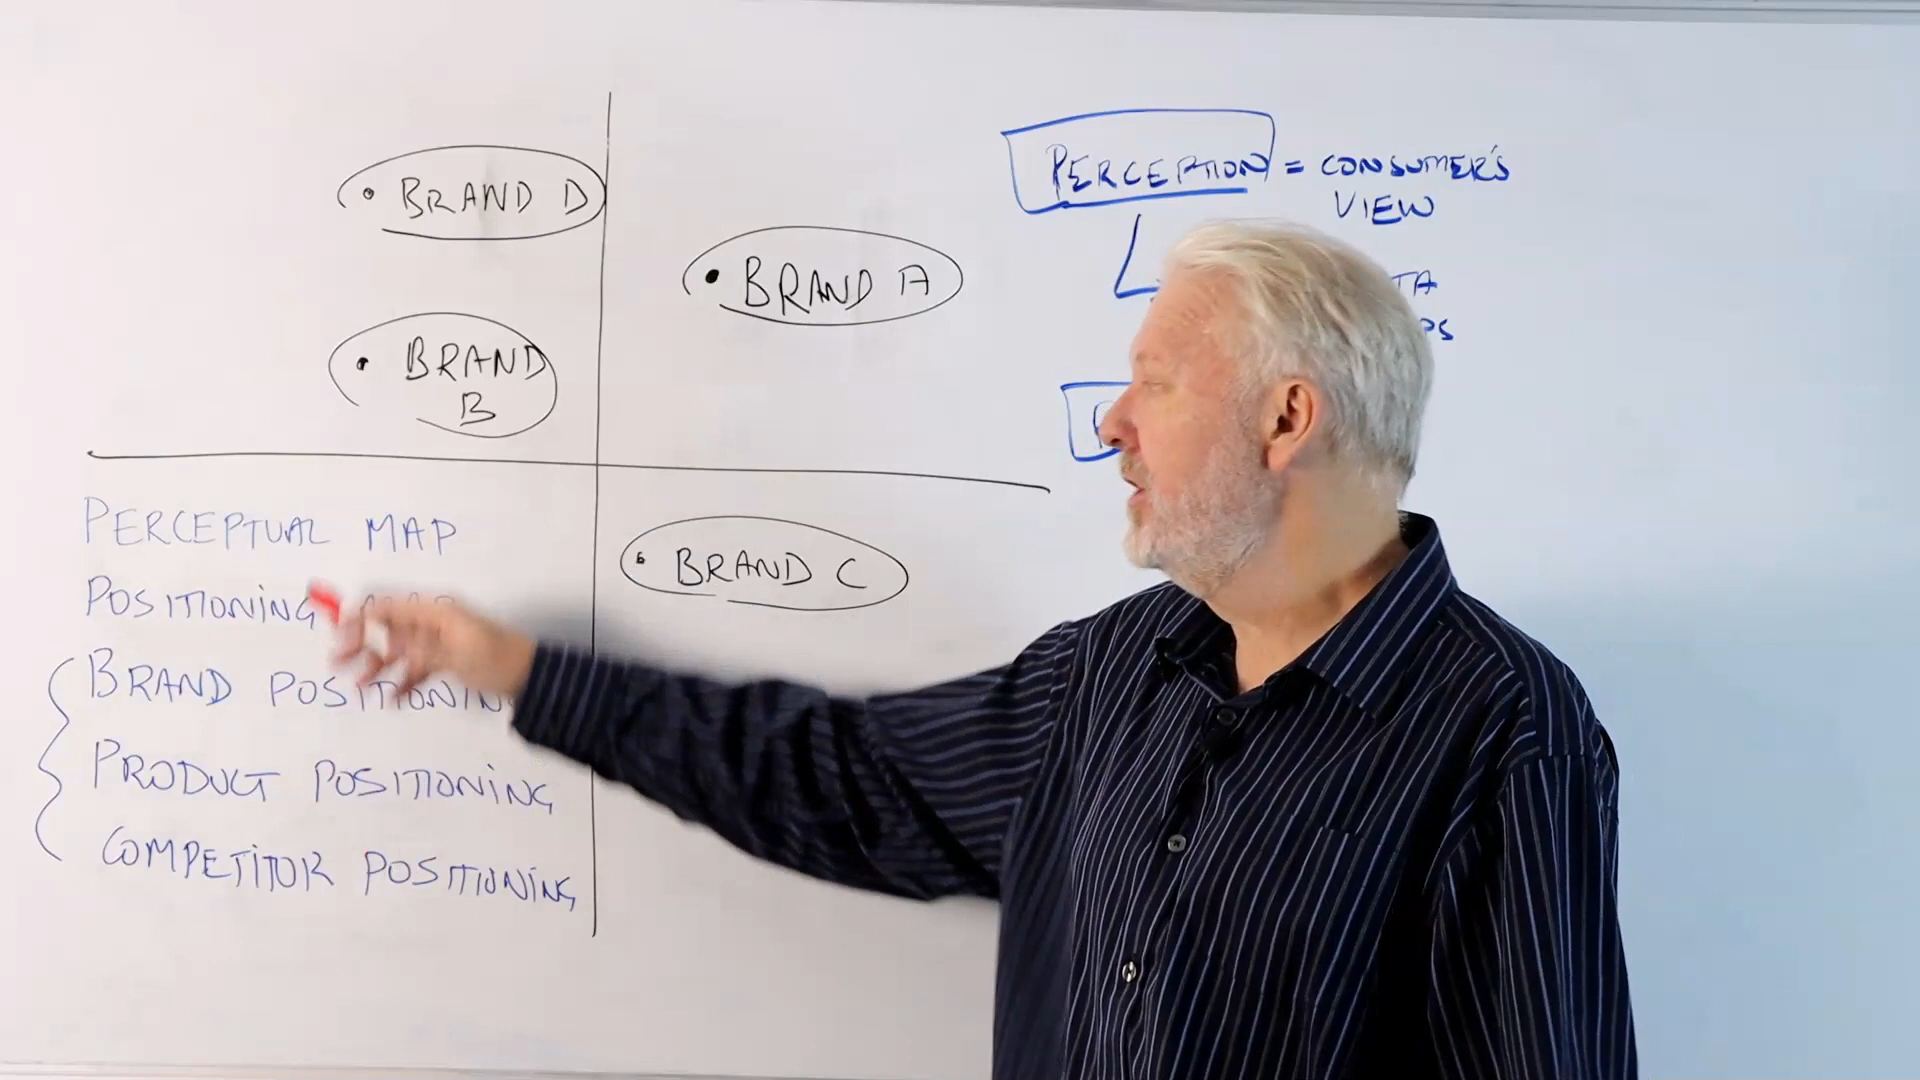 BRAND D
BRAND A
BRAND
B
BRAND C
PERCEPTUAL MAP
POSITIONING
BRAND POSITIONING
PRODUCT POSITIONING
COMPETITOR POSITIONING
PERCEPTION = CONSUMER'S
VIEW